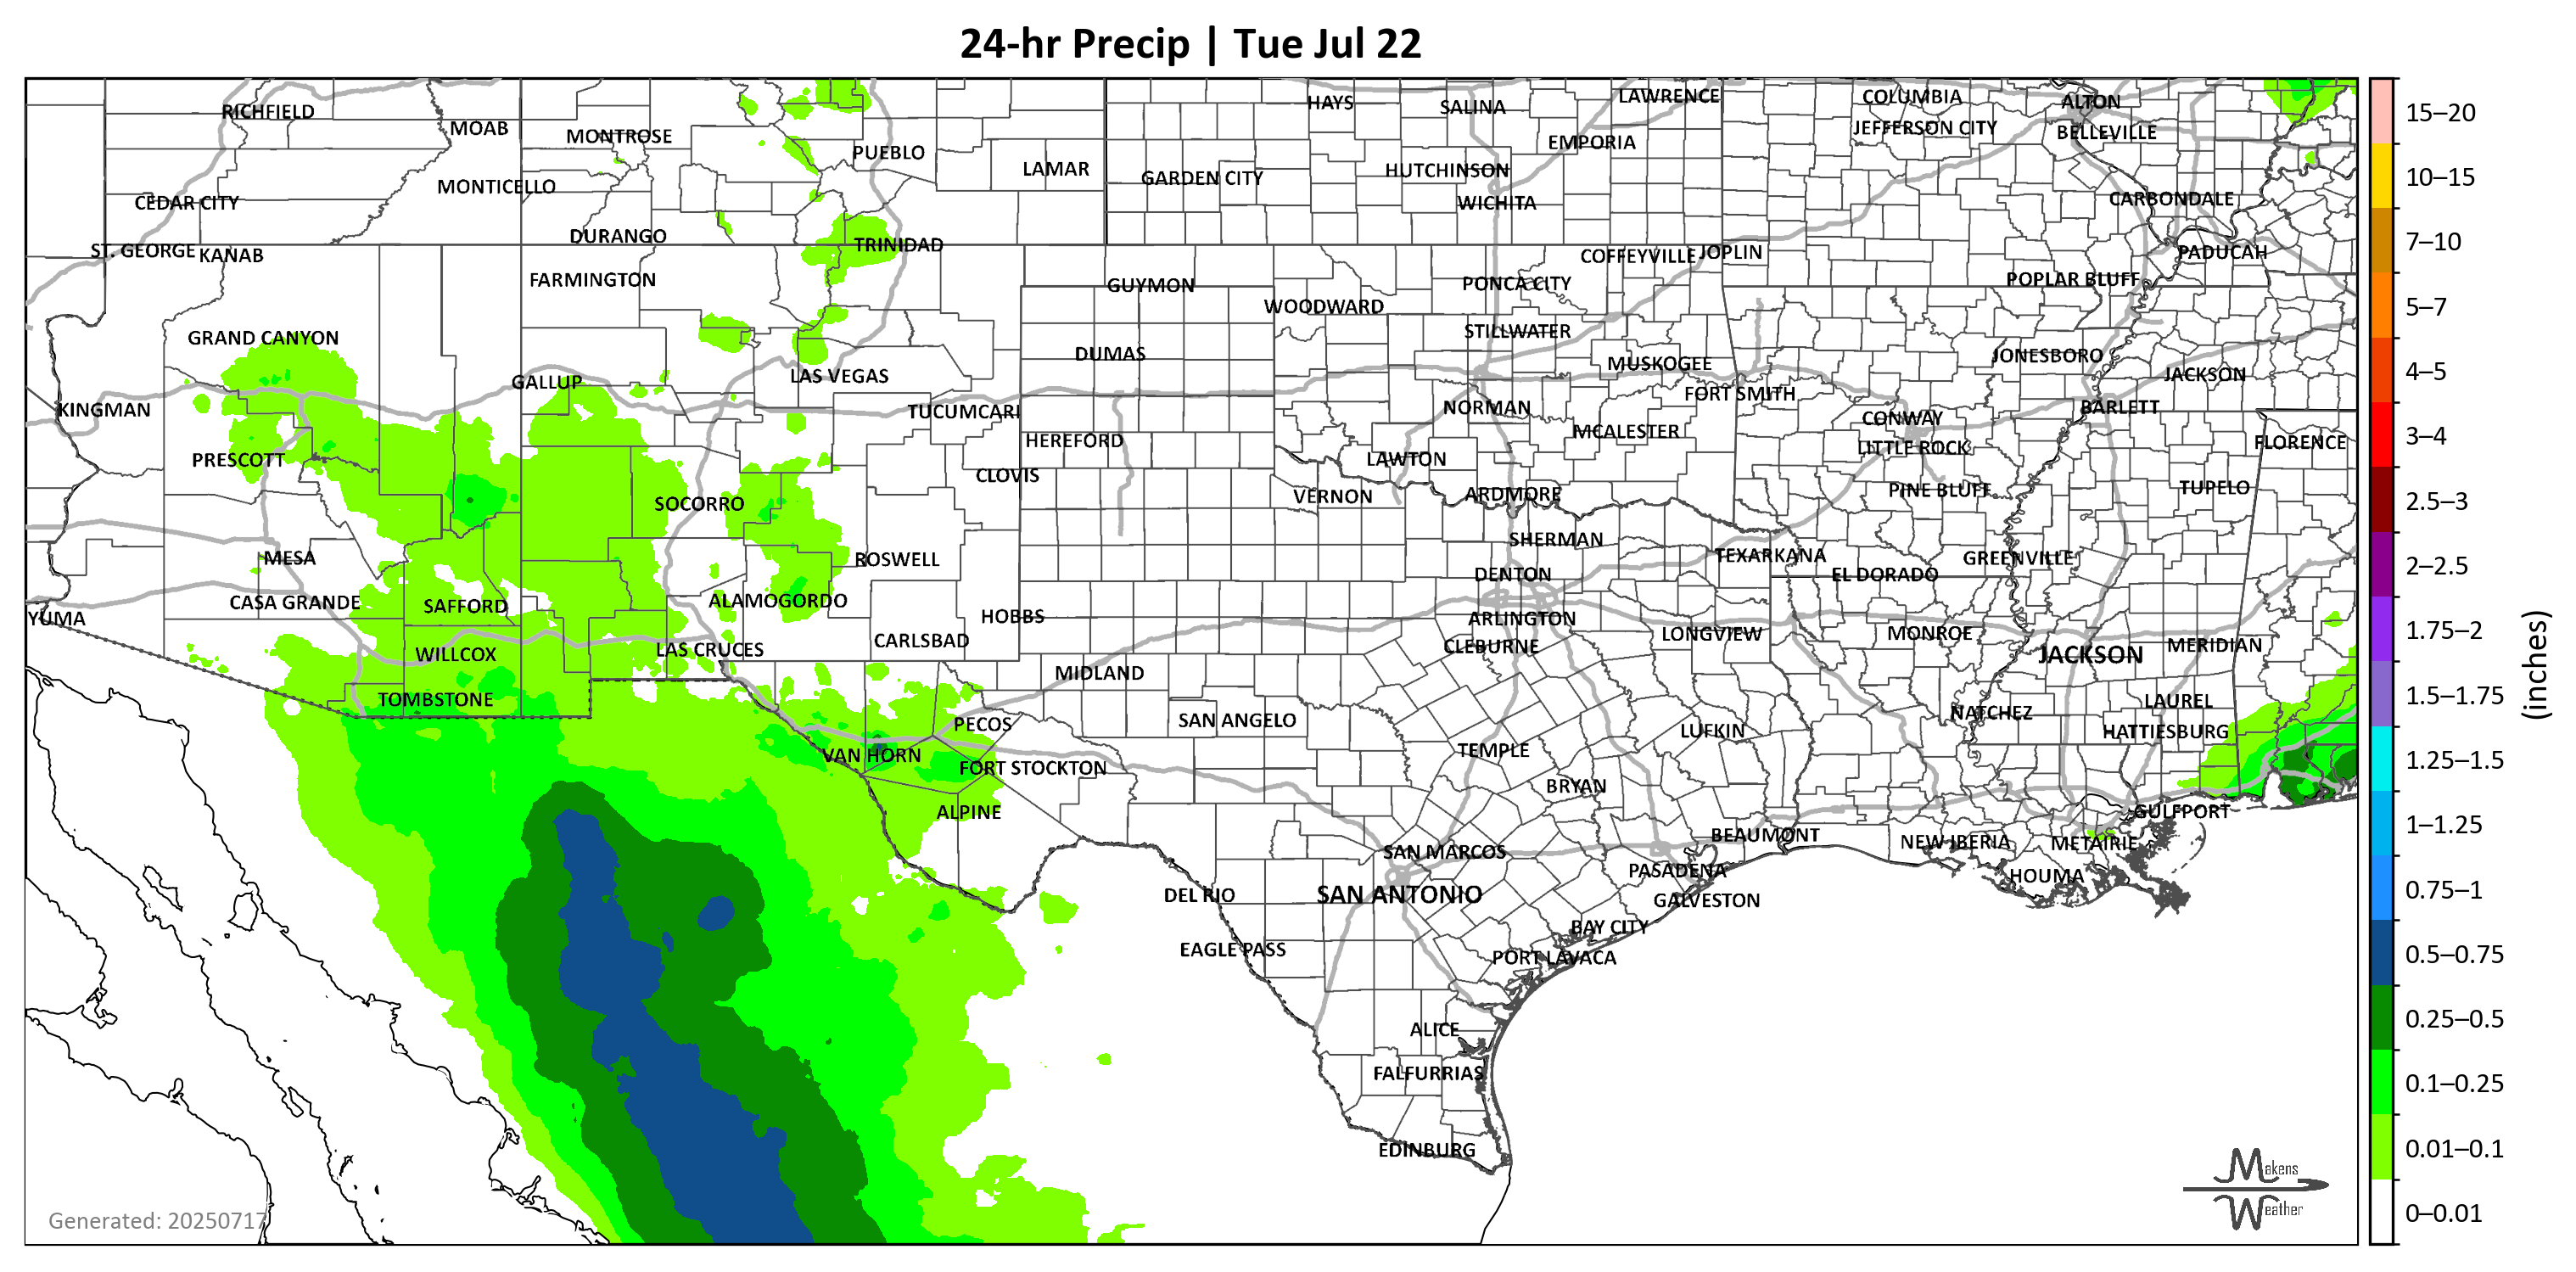 24-hr Precip | Tue Jul 22
RICHFIELD
MOAB
MONTROSE
PUEBLO
LAMAR
HAYS
SALINA
LAWRENCE
COLUMBIA
ALTON
JEFFERSON CITY
BELLEVILLE
EMPORIA
GARDEN CITY
HUTCHINSON
MONTICELLO
CEDAR CITY
WICHITA
CARBONDALE
DURANGO
TRINIDAD
ST. GEORGE
KANAB
COFFEYVILLE
JOPLIN
PADUCAH
FARMINGTON
GUYMON
PONCA CITY
POPLAR BLUFF
WOODWARD
GRAND CANYON
STILLWATER
DUMAS
MUSKOGEE
JONESBORO
GALLUP
LAS VEGAS
FORT SMITH
JACKSON
KINGMAN
TUCUMCARI
NORMAN
CONWAY
BARLETT
HEREFORD
MCALESTER
LITTLE ROCK
FLORENCE
PRESCOTT
CLOVIS
LAWTON
SOCORRO
VERNON
ARDMORE
PINE BLUFF
TUPELO
MESA
ROSWELL
SHERMAN
TEXARKANA
GREENVILLE
DENTON
EL DORADO
CASA GRANDE
SAFFORD
ALAMOGORDO
HOBBS
ARLINGTON
YUMA
WILLCOX
LAS CRUCES
CARLSBAD
CLEBURNE
LONGVIEW
MONROE
JACKSON
MERIDIAN
MIDLAND
TOMBSTONE
PECOS
SAN ANGELO
NATCHEZ
LAUREL
HATTIESBURG
VAN HORN
FORT STOCKTON
TEMPLE
LUFKIN
BRYAN
ALPINE
GULFPORT
SAN MARCOS
BEAUMONT
NEW IBERIA
METAIRIE
PASADENA
HOUMA
DEL RIO
SAN ANTONIO
GALVESTON
BAY CITY
EAGLE PASS
PORT LAVACA
ALICE
FALFURRIAS
EDINBURG
Generated: 20250717
Makens
Weather
15–20
10–15
7–10
5–7
4–5
3–4
2.5–3
2–2.5
1.75–2
1.5–1.75
1.25–1.5
1–1.25
0.75–1
0.5–0.75
0.25–0.5
0.1–0.25
0.01–0.1
0–0.01
(inches)